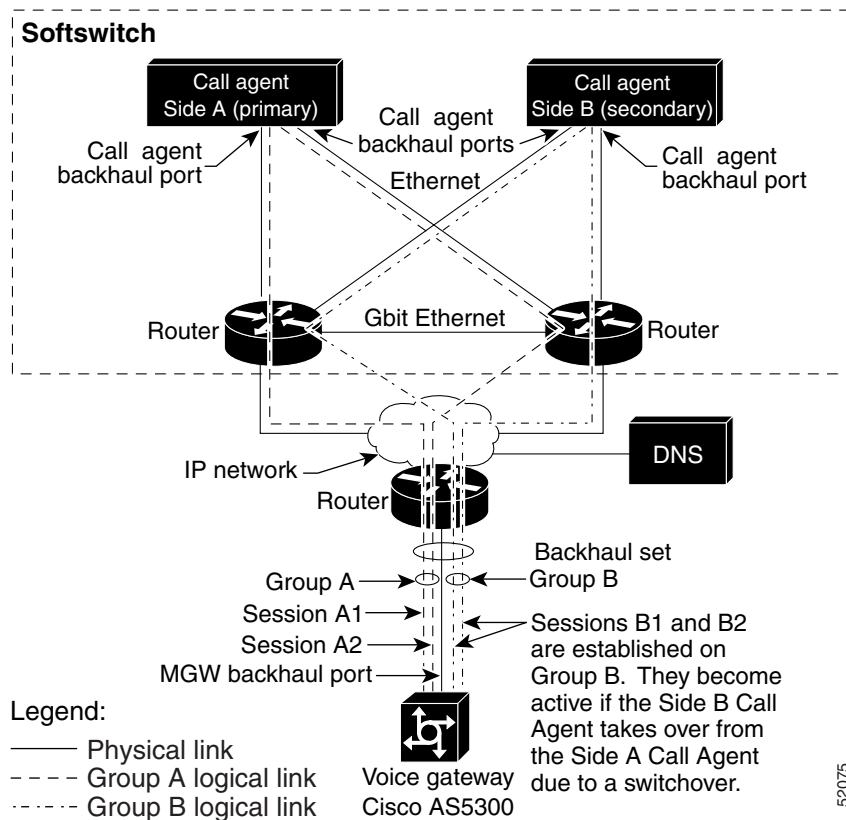 Softswitch
Call agent
Side A (primary)
Call agent
Side B (secondary)
Call agent
backhaul ports
Call agent
backhaul port
Call agent
backhaul port
Ethernet
Router
Gbit Ethernet
Router
IP network
DNS
Router
Backhaul set
Group A
Group B
Session A1
Session A2
MGW backhaul port
Sessions B1 and B2
are established on
Group B. They become
active if the Side B Call
Agent takes over from
the Side A Call Agent
due to a switchover.
Legend:
Physical link
Group A logical link
Group B logical link
Voice gateway
Cisco AS5300
52075